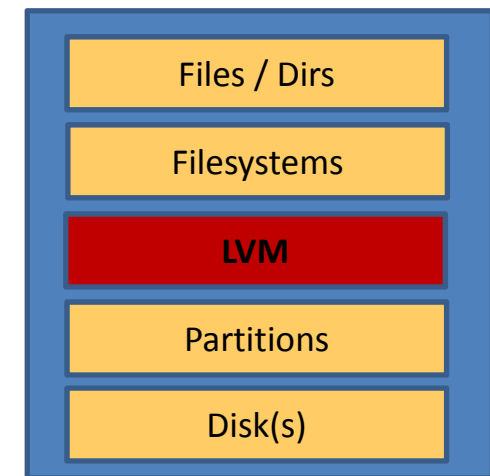 Files / Dirs
Filesystems
LVM
Partitions
Disk(s)